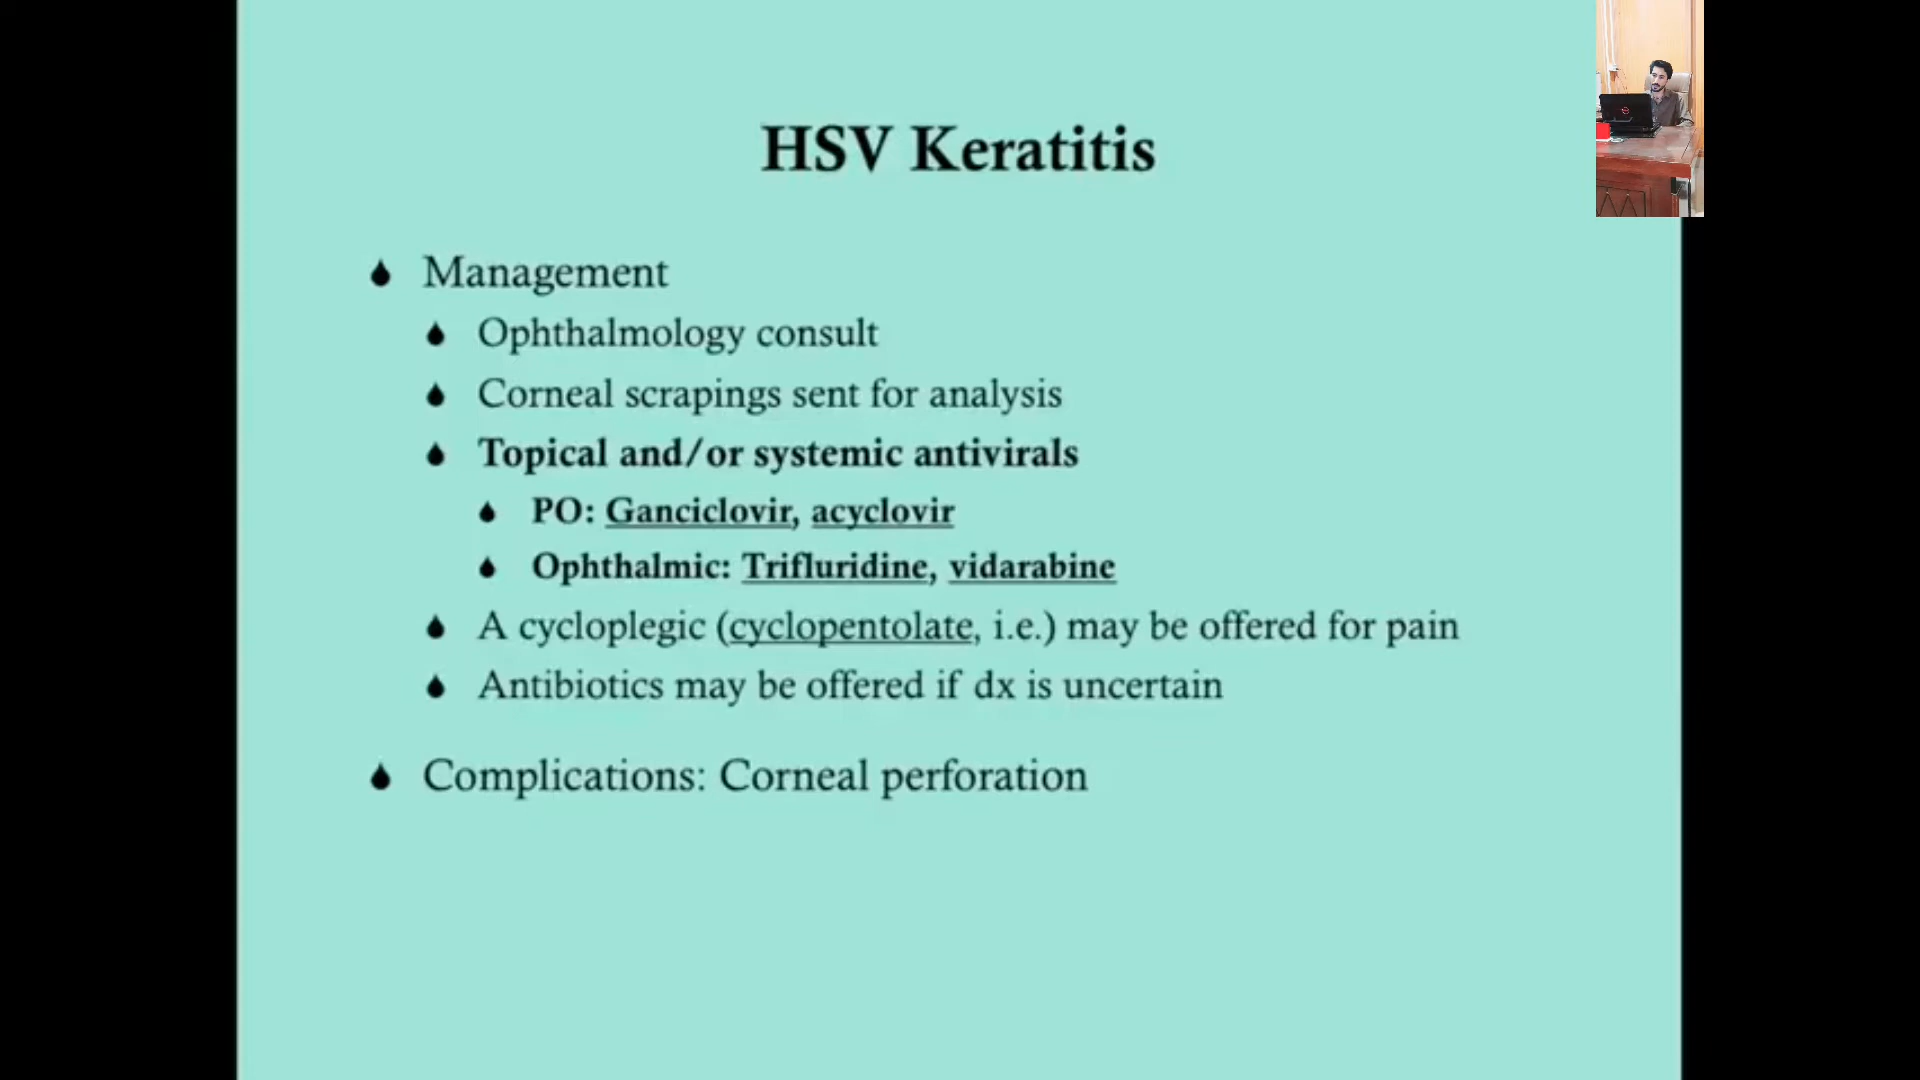 HSV Keratitis
Management
Ophthalmology consult
Corneal scrapings sent for analysis
Topical and/or systemic antivirals
PO: Ganciclovir, acyclovir
Ophthalmic: Trifluridine, vidarabine
A cycloplegic (cyclopentolate, i.e.) may be offered for pain
Antibiotics may be offered if dx is uncertain
Complications: Corneal perforation